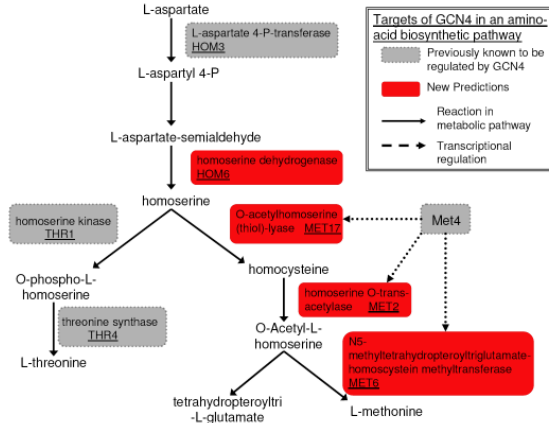 L-aspartate
L-aspartate 4-P-transferase
HOM3
L-aspartyl 4-P
L-aspartate-semialdehyde
homoserine dehydrogenase
HOM6
homoserine
homoserine kinase
THR1
O-phospho-L-
homoserine
threonine synthase
THR4
L-threonine
O-acetylhomoserine
(thiol)-lyase MET17
Met4
homocysteine
homoserine O-trans-
acetylase MET2
O-Acetyl-L-
homoserine
N5-
methyltetrahydropteroyltriglutamate-
homoscystein methyltransferase
MET6
tetrahydropteroyltri
-L-glutamate
L-methonine
Targets of GCN4 in an amino-
acid biosynthetic pathway
Previously known to be
regulated by GCN4
New Predictions
Reaction in
metabolic pathway
Transcriptional
regulation